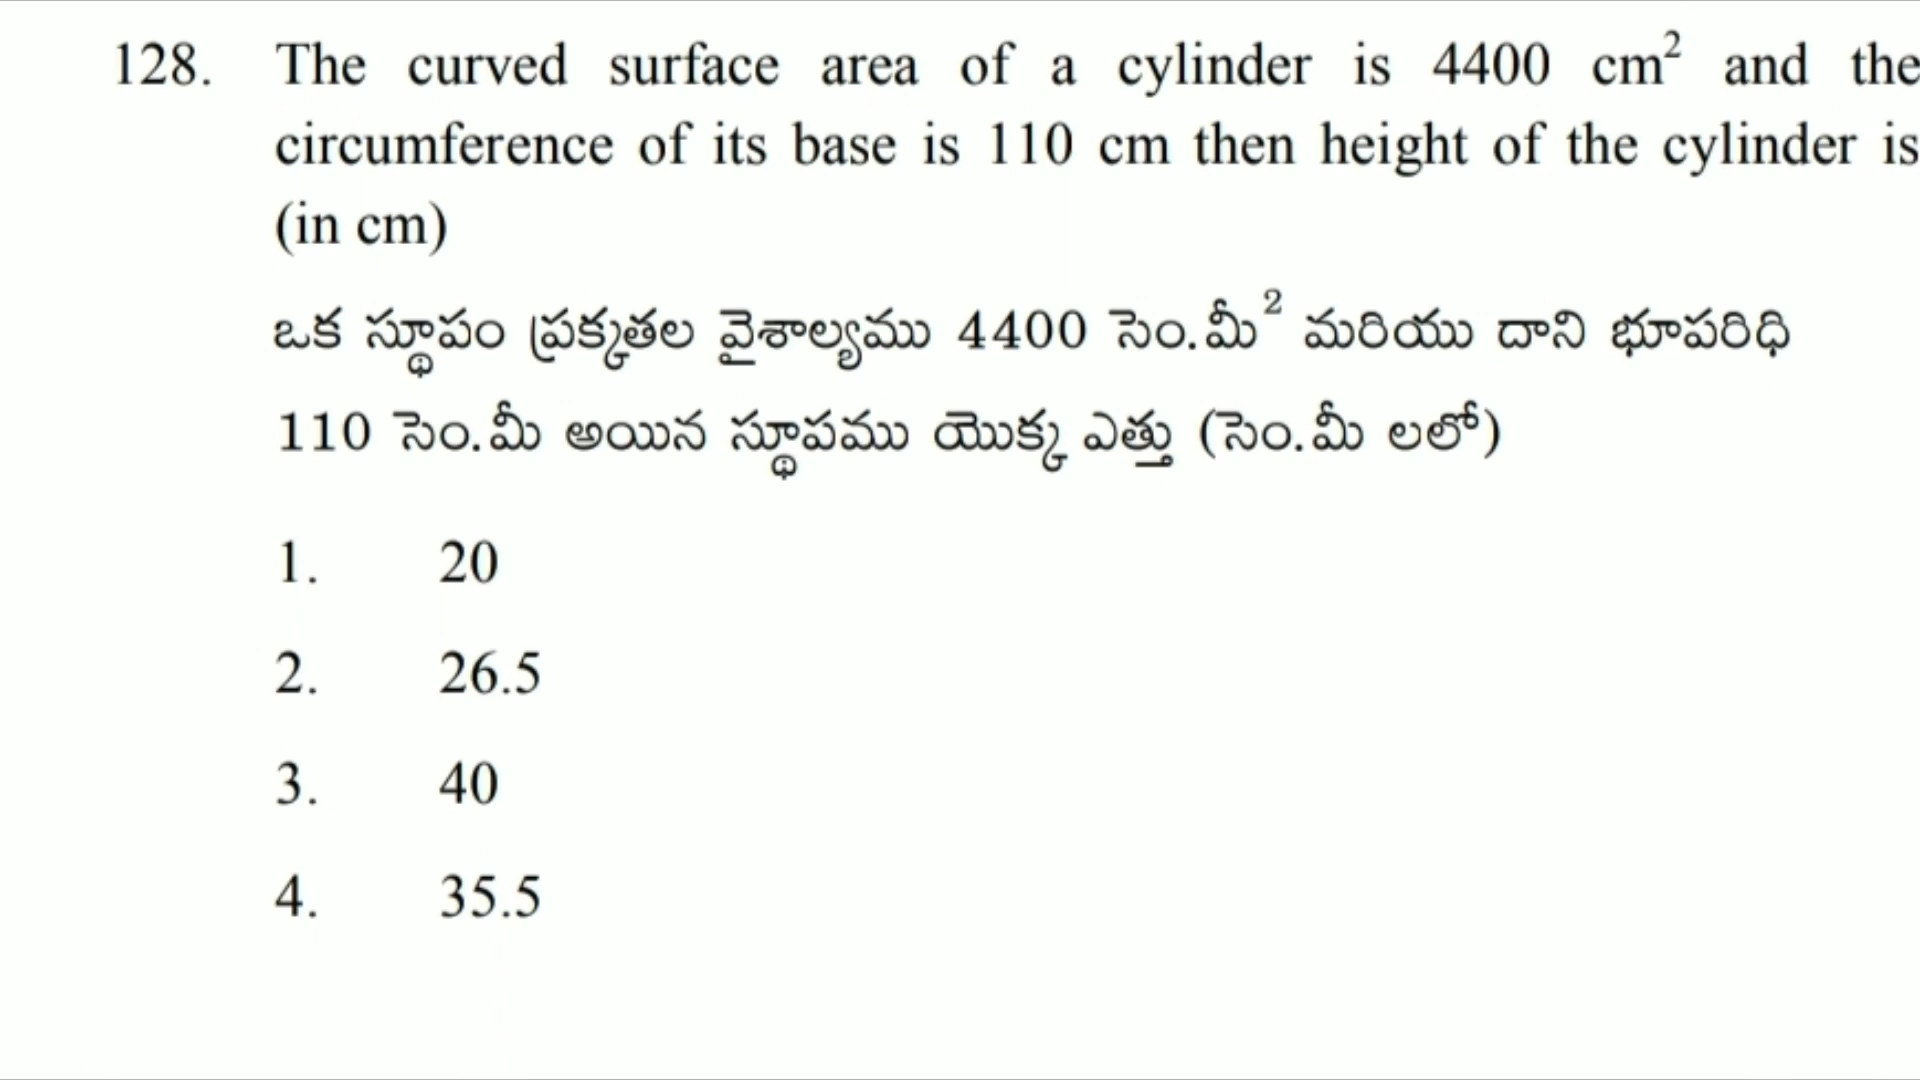 128. The curved surface area of a cylinder is 4400 cm² and the
circumference of its base is 110 cm then height of the cylinder is
(in cm)
ఒక స్థూపం ప్రక్కతల వైశాల్యము 4400 సెం.మీ² మరియు దాని భూపరిధి
110 సెం.మీ అయిన స్థూపము యొక్క ఎత్తు (సెం.మీ లలో)
1. 20
2. 26.5
3. 40
4. 35.5